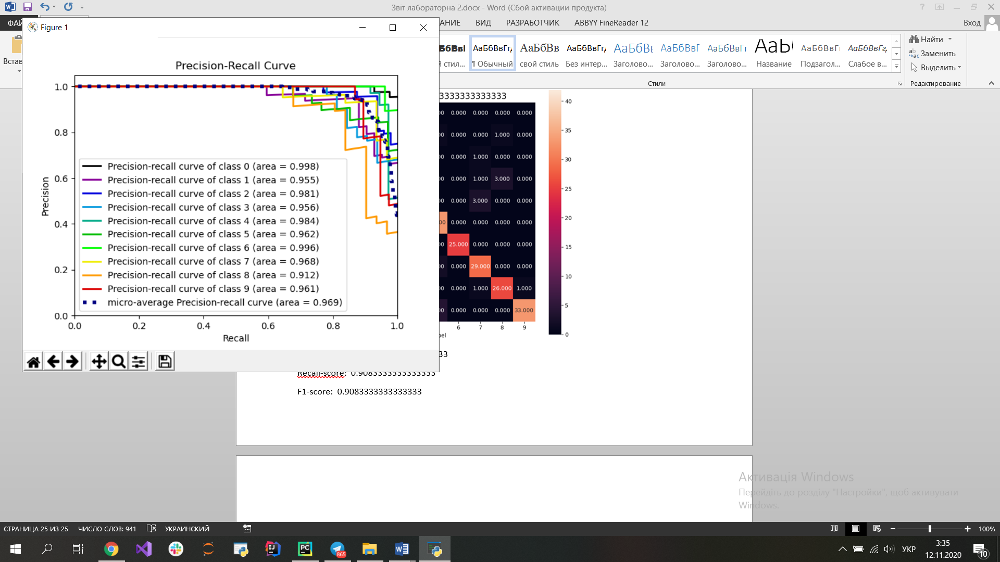 Звіт лабораторна 2.docx - Word (Сбой активации продукта)
ФАЙ
АНИЕ ВИД РАЗРАБОТЧИК ABBYY FineReader 12
Вход
Figure 1
Встав
АаБбВвГг, АаБбВв АаБбВвГг, АаБбВ АаБбВвГ АаБбВвГг АаБ АаБбВвГг АаБбВвГг,
й стил... ¶ Обычный свой стиль Без интер... Заголово... Заголово... Заголово... Название Подзагол... Слабое в...
Стили
Найти
Заменить
Выделить
Редактирование
Precision-Recall Curve
Precision
1.0
0.8
0.6
0.4
0.2
0.0
Precision-recall curve of class 0 (area = 0.998)
Precision-recall curve of class 1 (area = 0.955)
Precision-recall curve of class 2 (area = 0.981)
Precision-recall curve of class 3 (area = 0.956)
Precision-recall curve of class 4 (area = 0.984)
Precision-recall curve of class 5 (area = 0.962)
Precision-recall curve of class 6 (area = 0.996)
Precision-recall curve of class 7 (area = 0.968)
Precision-recall curve of class 8 (area = 0.912)
Precision-recall curve of class 9 (area = 0.961)
micro-average Precision-recall curve (area = 0.969)
0.0 0.2 0.4 0.6 0.8 1.0
Recall
3333333333333
00 0.000 0.000 0.000 0.000
0.000 0.000 1.000 0.000
00 0.000 1.000 0.000 0.000
00 0.000 1.000 3.000 0.000
00 0.000 3.000 0.000 0.000
00 0.000 0.000 0.000 0.000
00 25.000 0.000 0.000 0.000
00 0.000 29.000 0.000 0.000
00 0.000 1.000 26.000 1.000
00 0.000 0.000 0.000 33.000
6 7 8 9
bel
40
35
30
25
20
15
10
5
0
33
Recall-score: 0.9083333333333333
F1-score: 0.9083333333333333
Активація Windows
Перейдіть до розділу "Настройки", щоб активувати
Windows.
СТРАНИЦА 25 ИЗ 25 ЧИСЛО СЛОВ: 941 УКРАИНСКИЙ
100%
865
УКР
3:35
12.11.2020
10